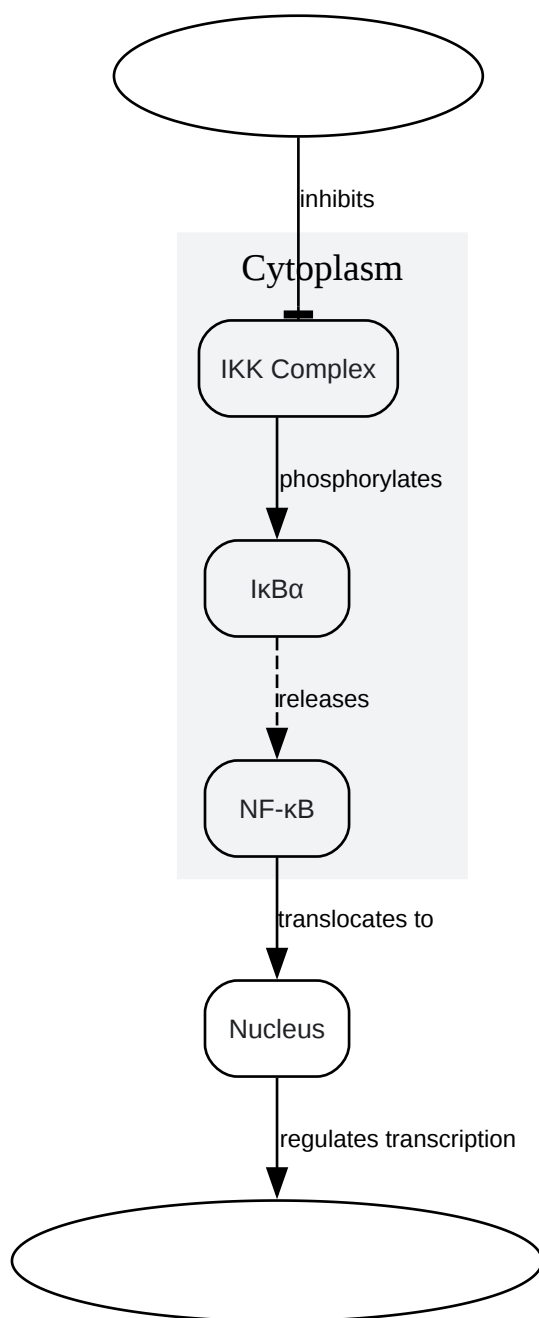 inhibits
Cytoplasm
IKK Complex
phosphorylates
IκBα
releases
NF-κB
translocates to
Nucleus
regulates transcription